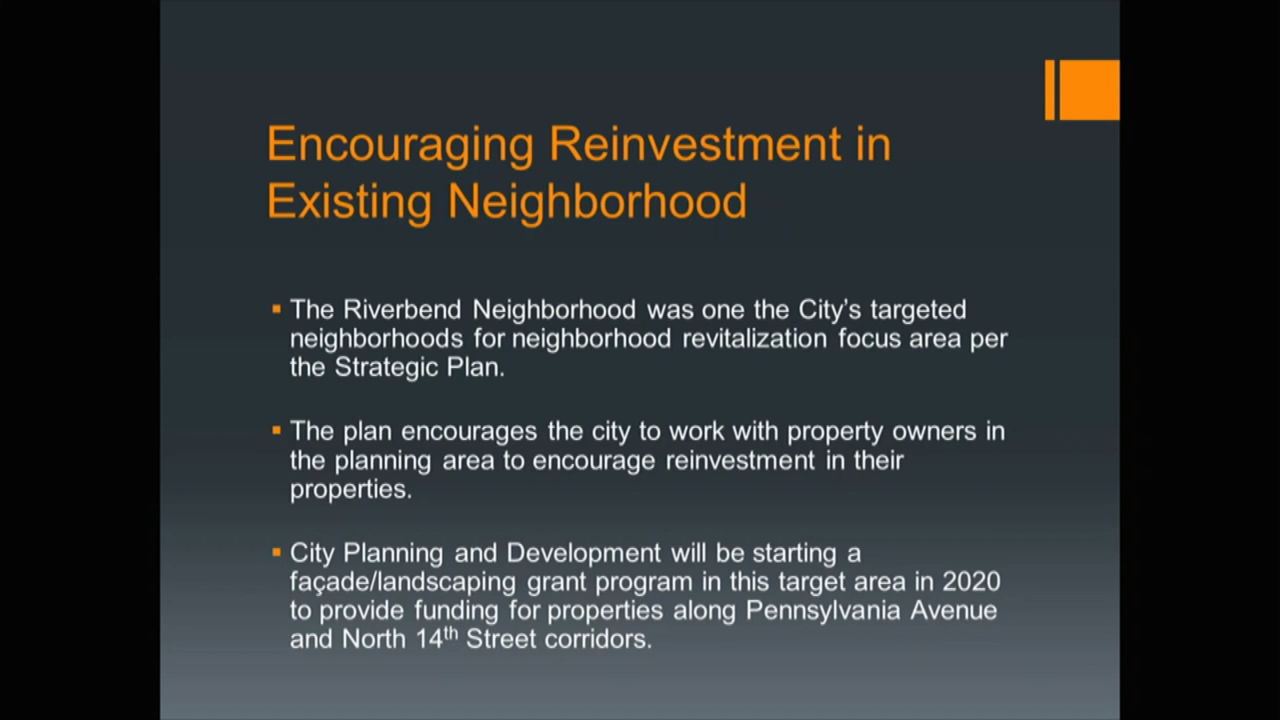 Encouraging Reinvestment in
Existing Neighborhood
The Riverbend Neighborhood was one the City's targeted
neighborhoods for neighborhood revitalization focus area per
the Strategic Plan.
The plan encourages the city to work with property owners in
the planning area to encourage reinvestment in their
properties.
City Planning and Development will be starting a
façade/landscaping grant program in this target area in 2020
to provide funding for properties along Pennsylvania Avenue
and North 14th Street corridors.